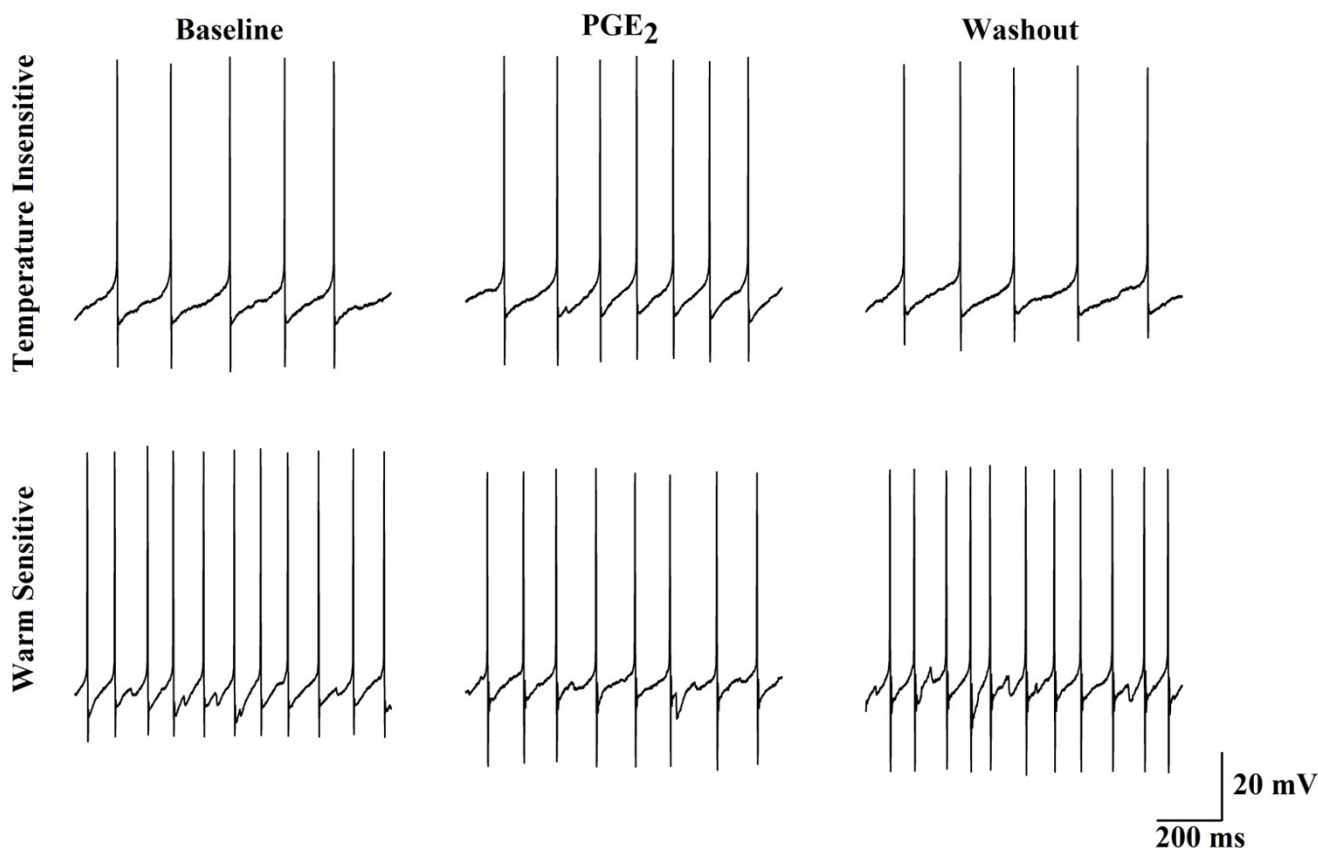 Baseline
PGE2
Washout
Temperature Insensitive
Warm Sensitive
20 mV
200 ms